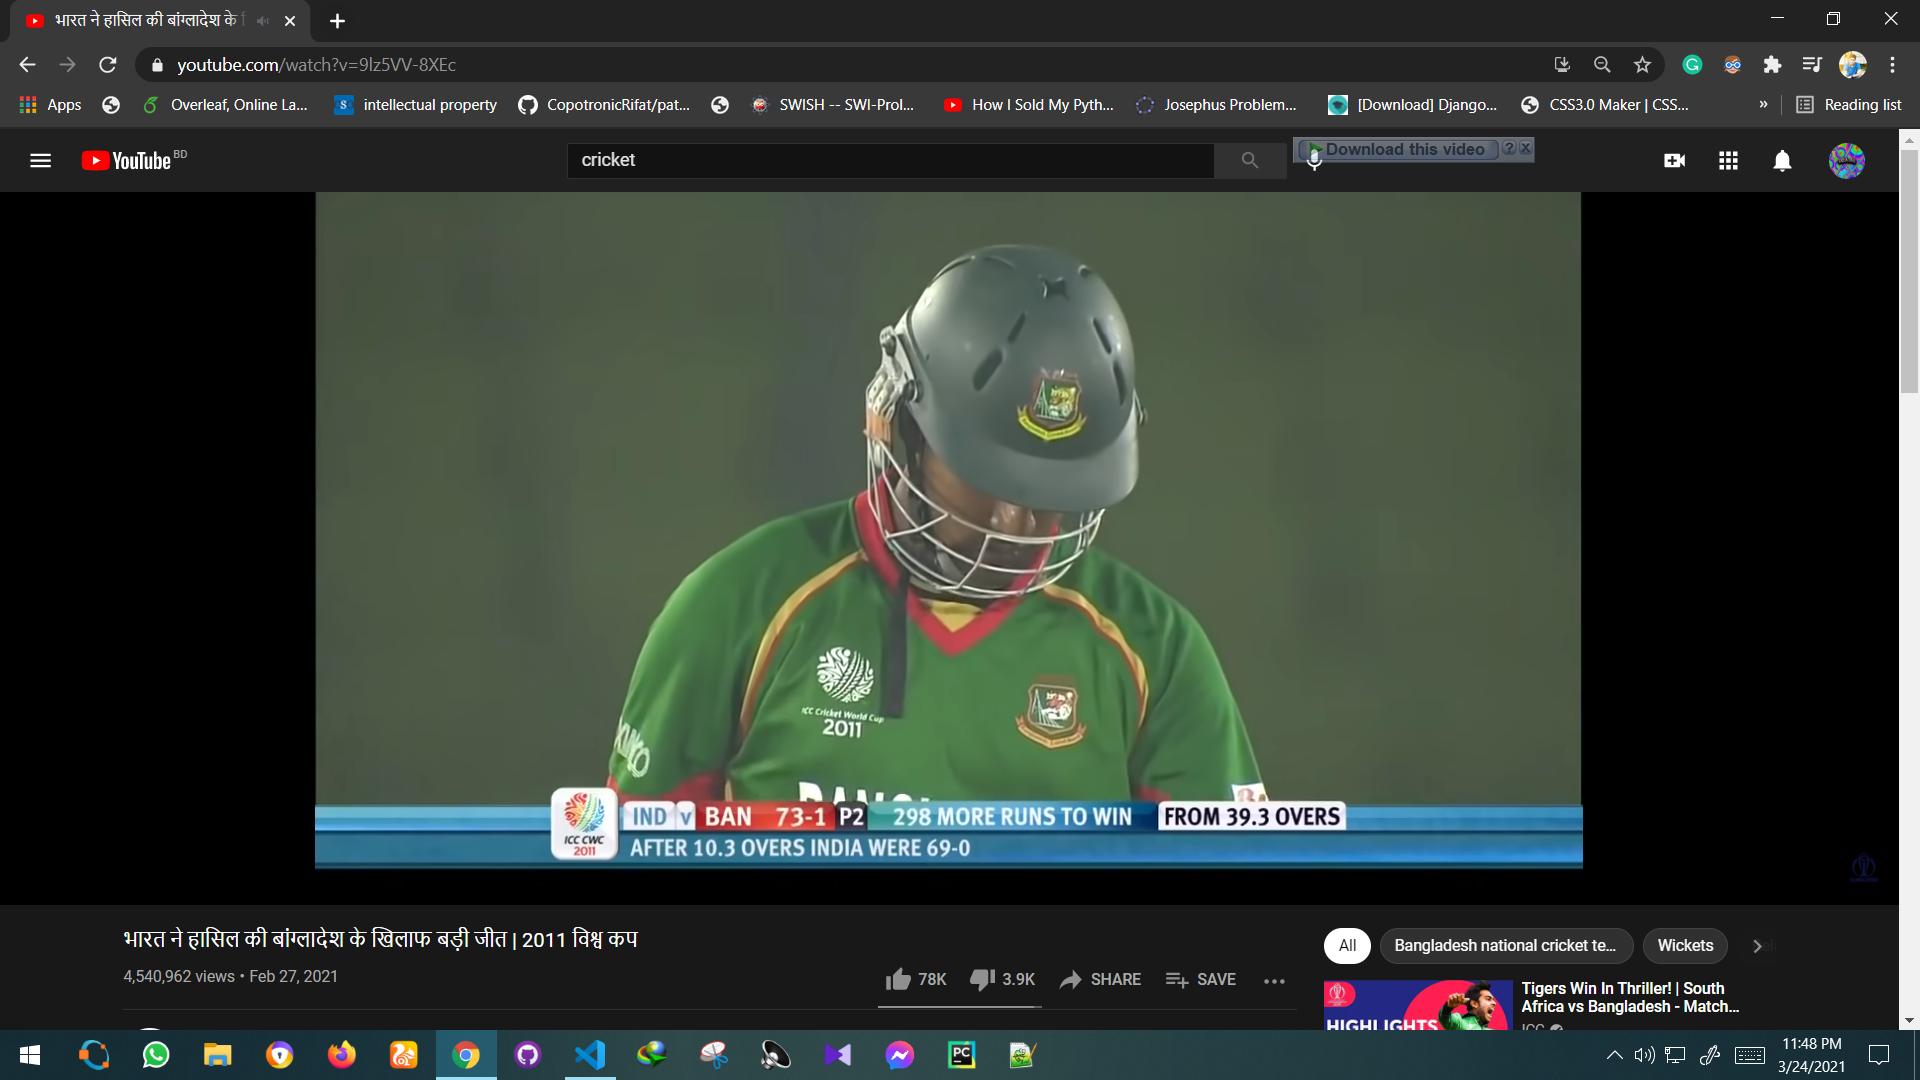 भारत ने हासिल की बांग्लादेश के
youtube.com/watch?v=9lz5VV-8XEc
Apps
Overleaf, Online La...
intellectual property
CopotronicRifat/pat...
SWISH -- SWI-Prol...
How I Sold My Pyth...
Josephus Problem...
[Download] Django...
CSS3.0 Maker | CSS...
»
Reading list
YouTube BD
cricket
Download this video
ICC Cricket World Cup
2011
ICC CWC
2011
IND v BAN 73-1 P2 298 MORE RUNS TO WIN FROM 39.3 OVERS
AFTER 10.3 OVERS INDIA WERE 69-0
भारत ने हासिल की बांग्लादेश के खिलाफ बड़ी जीत | 2011 विश्व कप
4,540,962 views • Feb 27, 2021
78K
3.9K
SHARE
SAVE
All
Bangladesh national cricket te...
Wickets
HIGHLIGHTS
Tigers Win In Thriller! | South
Africa vs Bangladesh - Match...
ICC
11:48 PM
3/24/2021